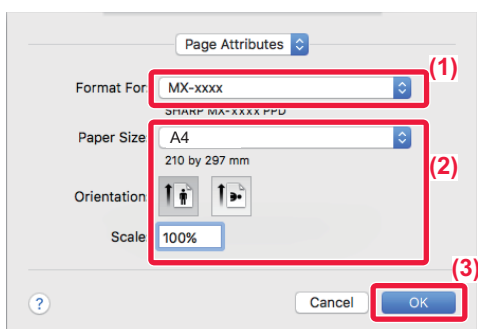 Page Attributes
(1)
Format For: MX-xxxx
SHARP MX-xxxx PPD
Paper Size: A4
210 by 297 mm
(2)
Orientation:
Scale: 100%
(3)
? Cancel OK